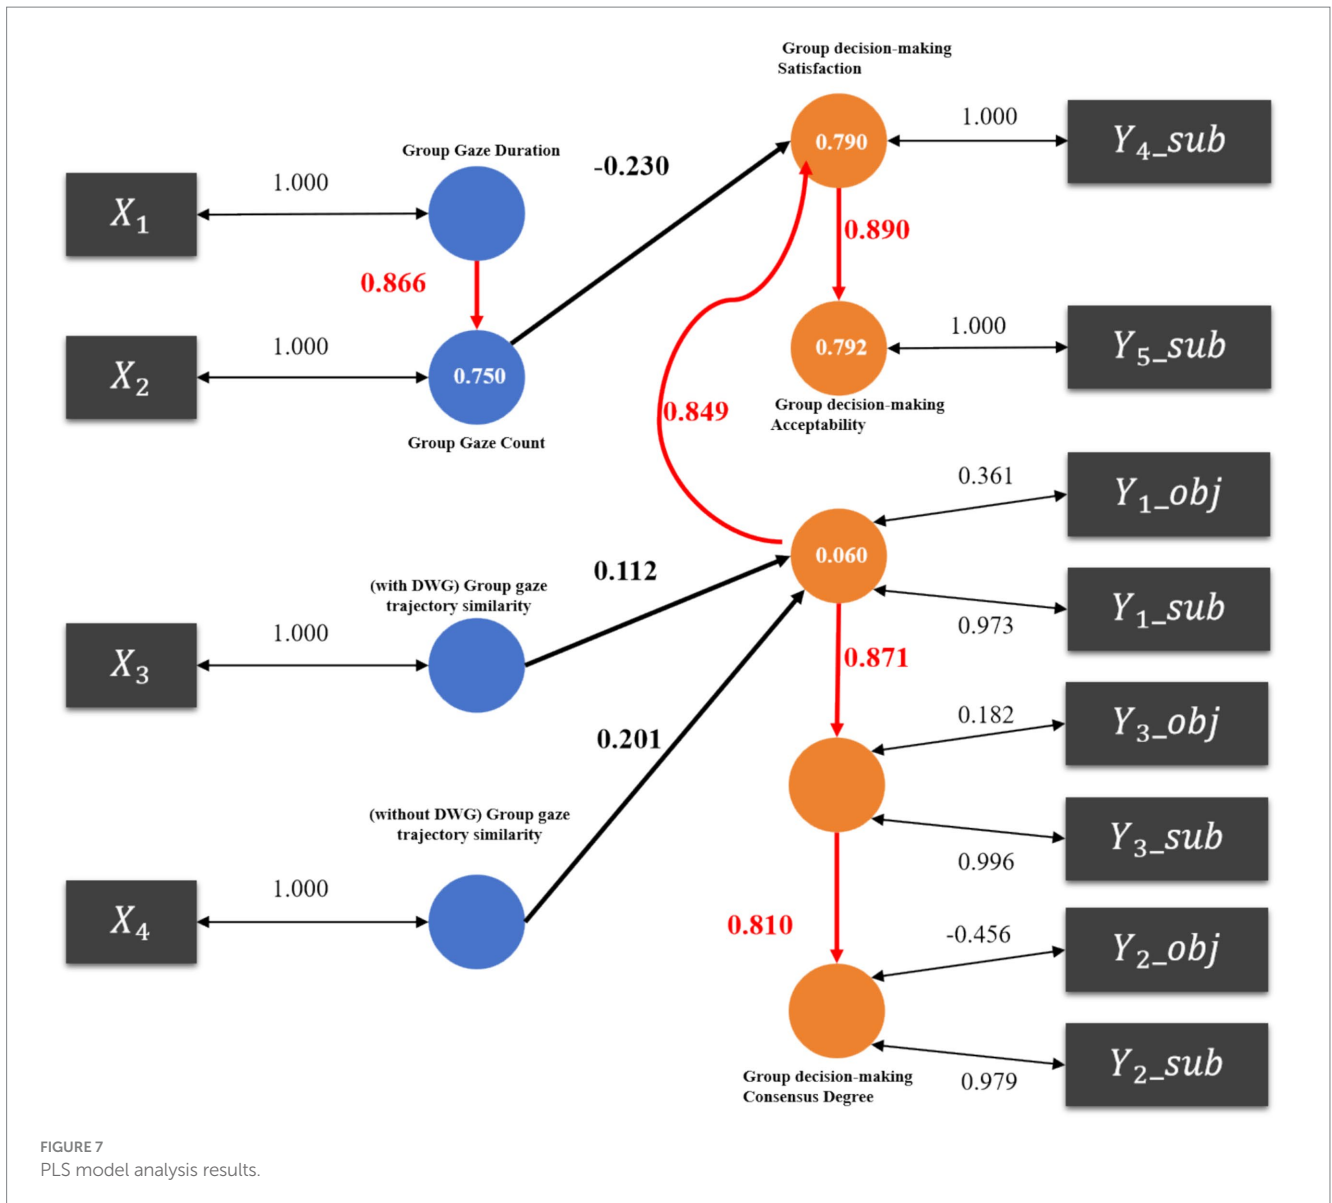 Group decision-making
Satisfaction
0.790
1.000
Y4_sub
Group Gaze Duration
-0.230
X1
1.000
0.866
0.890
X2
1.000
0.750
Group Gaze Count
0.792
1.000
Y5_sub
Group decision-making
Acceptability
0.849
0.361
Y1_obj
0.060
0.973
Y1_sub
(with DWG) Group gaze
trajectory similarity
0.112
X3
1.000
0.871
0.182
Y3_obj
0.201
0.996
Y3_sub
(without DWG) Group gaze
trajectory similarity
X4
1.000
0.810
-0.456
Y2_obj
0.979
Y2_sub
Group decision-making
Consensus Degree
FIGURE 7
PLS model analysis results.